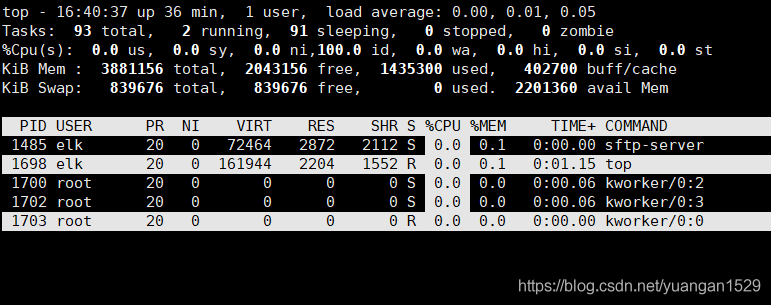 top - 16:40:37 up 36 min,  1 user,  load average: 0.00, 0.01, 0.05
Tasks:  93 total,   2 running,  91 sleeping,   0 stopped,   0 zombie
%Cpu(s):  0.0 us,  0.0 sy,  0.0 ni,100.0 id,  0.0 wa,  0.0 hi,  0.0 si,  0.0 st
KiB Mem :  3881156 total,  2043156 free,  1435300 used,   402700 buff/cache
KiB Swap:   839676 total,   839676 free,        0 used.  2201360 avail Mem
PID USER      PR  NI    VIRT    RES    SHR S %CPU %MEM     TIME+ COMMAND
1485 elk       20   0   72464   2872   2112 S  0.0  0.1   0:00.00 sftp-server
1698 elk       20   0  161944   2204   1552 R  0.0  0.1   0:01.15 top
1700 root      20   0       0      0      0 S  0.0  0.0   0:00.06 kworker/0:2
1702 root      20   0       0      0      0 S  0.0  0.0   0:00.06 kworker/0:3
1703 root      20   0       0      0      0 R  0.0  0.0   0:00.00 kworker/0:0
https://blog.csdn.net/yuangan1529